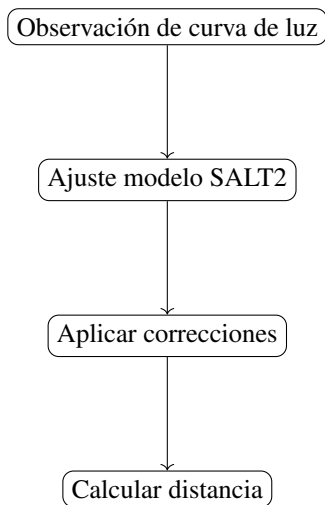 Observación de curva de luz
Ajuste modelo SALT2
Aplicar correcciones
Calcular distancia